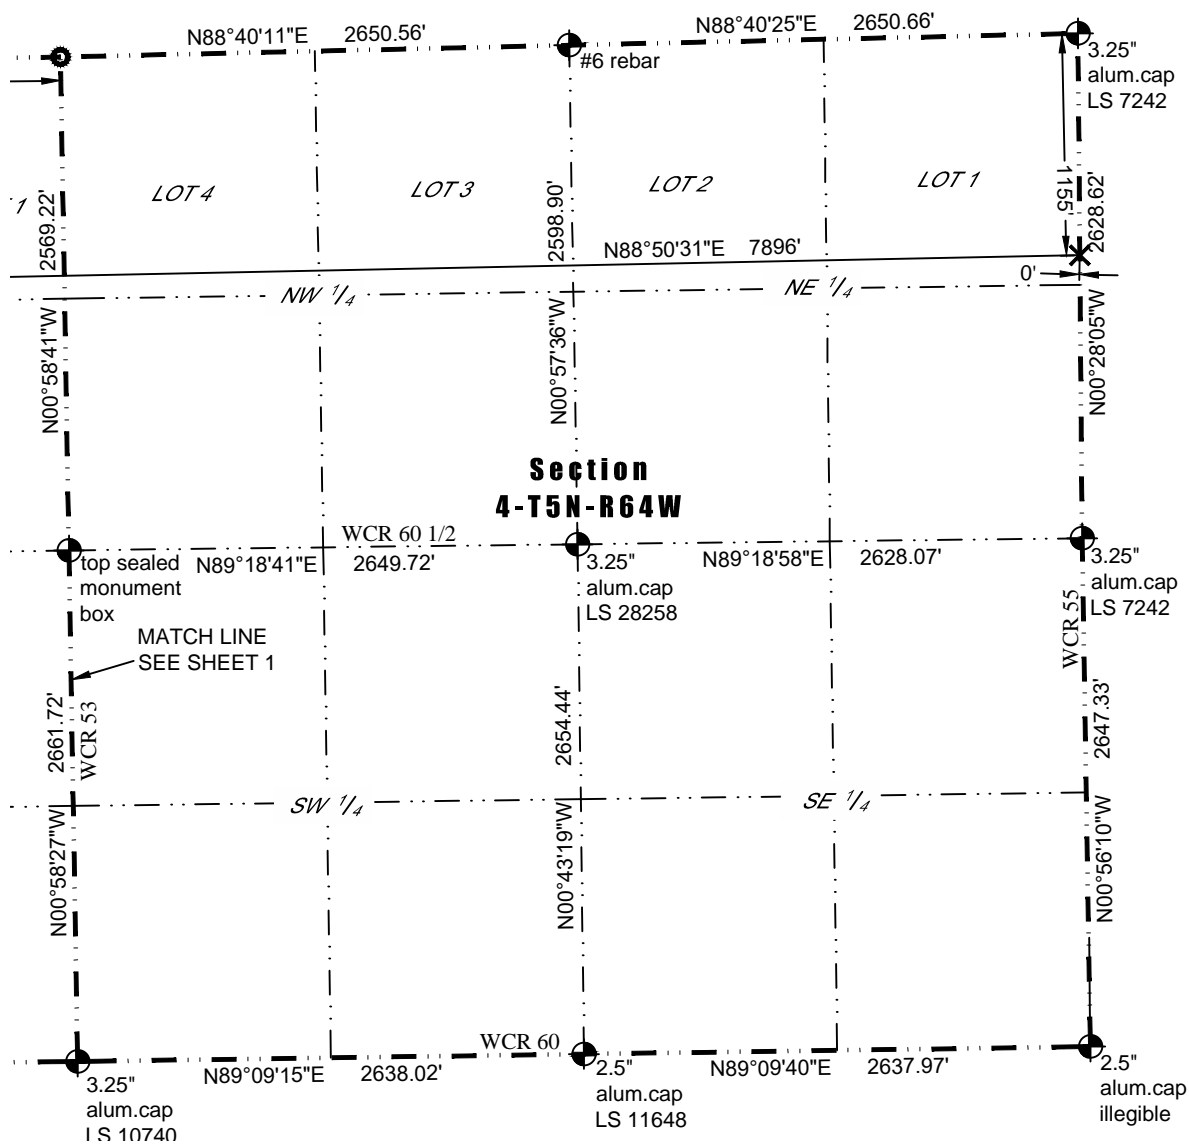 N88°40'11"E 2650.56'
N88°40'25"E 2650.66'
#6 rebar
3.25"
alum.cap
LS 7242
LOT 4
LOT 3
LOT 2
LOT 1
1
2569.22'
2598.90'
1155'
2628.62'
N88°50'31"E 7896'
0'
NW 1/4
NE 1/4
N00°58'41"W
N00°57'36"W
N00°28'05"W
Section
4-T5N-R64W
WCR 60 1/2
top sealed
monument
box
N89°18'41"E 2649.72'
3.25"
alum.cap
LS 28258
N89°18'58"E 2628.07'
3.25"
alum.cap
LS 7242
MATCH LINE
SEE SHEET 1
WCR 55
2661.72'
WCR 53
2654.44'
2647.33'
SW 1/4
SE 1/4
N00°58'27"W
N00°43'19"W
N00°56'10"W
WCR 60
N89°09'15"E 2638.02'
N89°09'40"E 2637.97'
3.25"
alum.cap
LS 10740
2.5"
alum.cap
LS 11648
2.5"
alum.cap
illegible